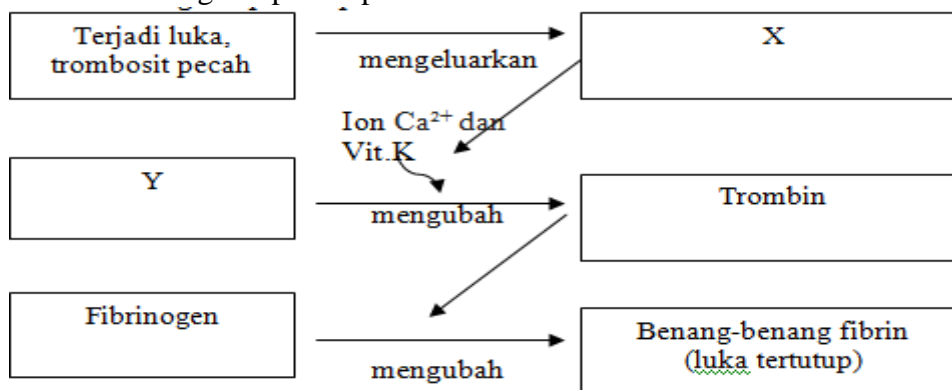 Terjadi luka,
trombosit pecah
mengeluarkan
X
Ion Ca²⁺ dan
Vit.K
Y
mengubah
Trombin
Fibrinogen
mengubah
Benang-benang fibrin
(luka tertutup)